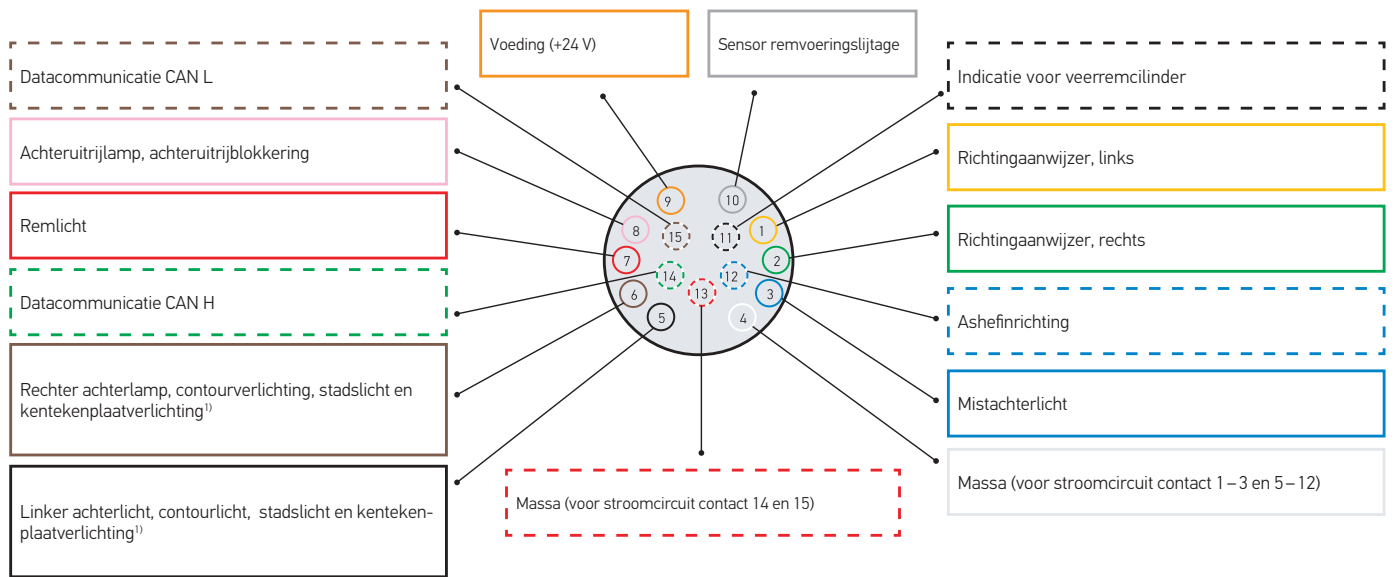 Voeding (+24 V)
Sensor remvoeringslijtage
Datacommunicatie CAN L
Achteruitrijlamp, achteruitrijblokkering
Remlicht
Datacommunicatie CAN H
Rechter achterlamp, contourverlichting, stadslicht en
kentekenplaatverlichting1)
Linker achterlicht, contourlicht, stadslicht en kenteken-
plaatverlichting1)
9
10
8
15
11
1
7
2
14
12
6
13
3
5
4
Massa (voor stroomcircuit contact 14 en 15)
Indicatie voor veerremcilinder
Richtingaanwijzer, links
Richtingaanwijzer, rechts
Ashefinrichting
Mistachterlicht
Massa (voor stroomcircuit contact 1–3 en 5–12)